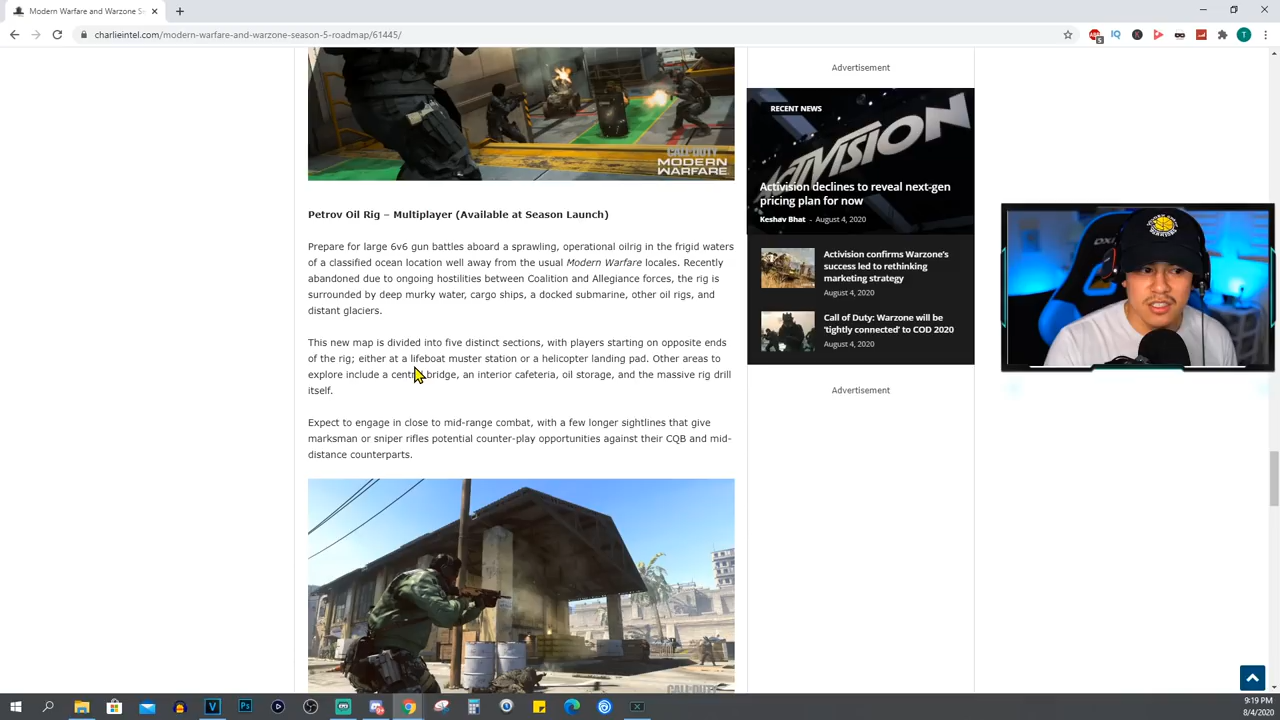 Modern Warfare and Warzone Se
charlieintel.com/modern-warfare-and-warzone-season-5-roadmap/61445/
5
IQ
T
CALL OF DUTY
MODERN
WARFARE
Petrov Oil Rig – Multiplayer (Available at Season Launch)
Prepare for large 6v6 gun battles aboard a sprawling, operational oilrig in the frigid waters
of a classified ocean location well away from the usual Modern Warfare locales. Recently
abandoned due to ongoing hostilities between Coalition and Allegiance forces, the rig is
surrounded by deep murky water, cargo ships, a docked submarine, other oil rigs, and
distant glaciers.
This new map is divided into five distinct sections, with players starting on opposite ends
of the rig; either at a lifeboat muster station or a helicopter landing pad. Other areas to
explore include a central bridge, an interior cafeteria, oil storage, and the massive rig drill
itself.
Expect to engage in close to mid-range combat, with a few longer sightlines that give
marksman or sniper rifles potential counter-play opportunities against their CQB and mid-
distance counterparts.
CALL OF DUTY
Advertisement
RECENT NEWS
ACTIVISION
Activision declines to reveal next-gen
pricing plan for now
Keshav Bhat - August 4, 2020
Activision confirms Warzone's
success led to rethinking
marketing strategy
August 4, 2020
Call of Duty: Warzone will be
'tightly connected' to COD 2020
August 4, 2020
Advertisement
9:19 PM
8/4/2020